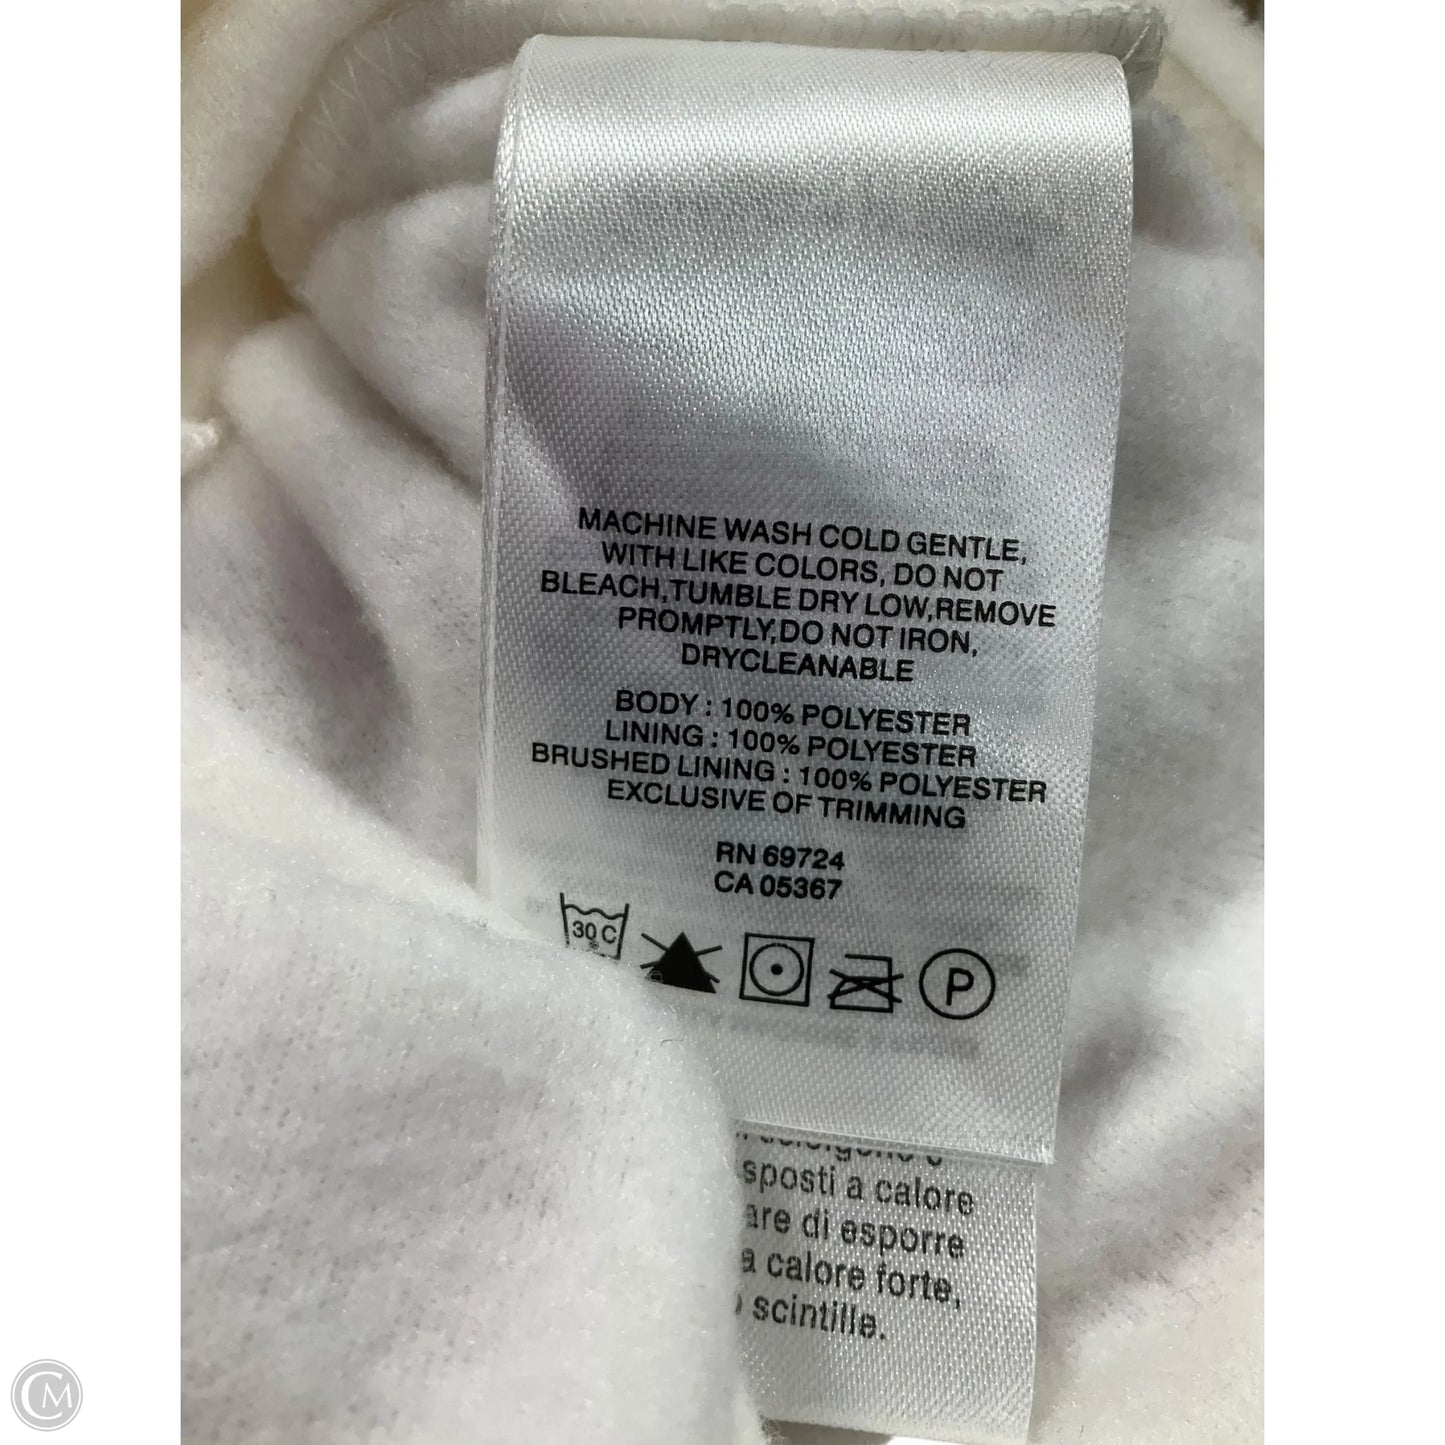 MACHINE WASH COLD GENTLE,
WITH LIKE COLORS, DO NOT
BLEACH,TUMBLE DRY LOW,REMOVE
PROMPTLY,DO NOT IRON,
DRYCLEANABLE
BODY : 100% POLYESTER
LINING : 100% POLYESTER
BRUSHED LINING : 100% POLYESTER
EXCLUSIVE OF TRIMMING
RN 69724
CA 05367
30 C
P
sposti a calore
are di esporre
a calore forte,
scintille.
CM